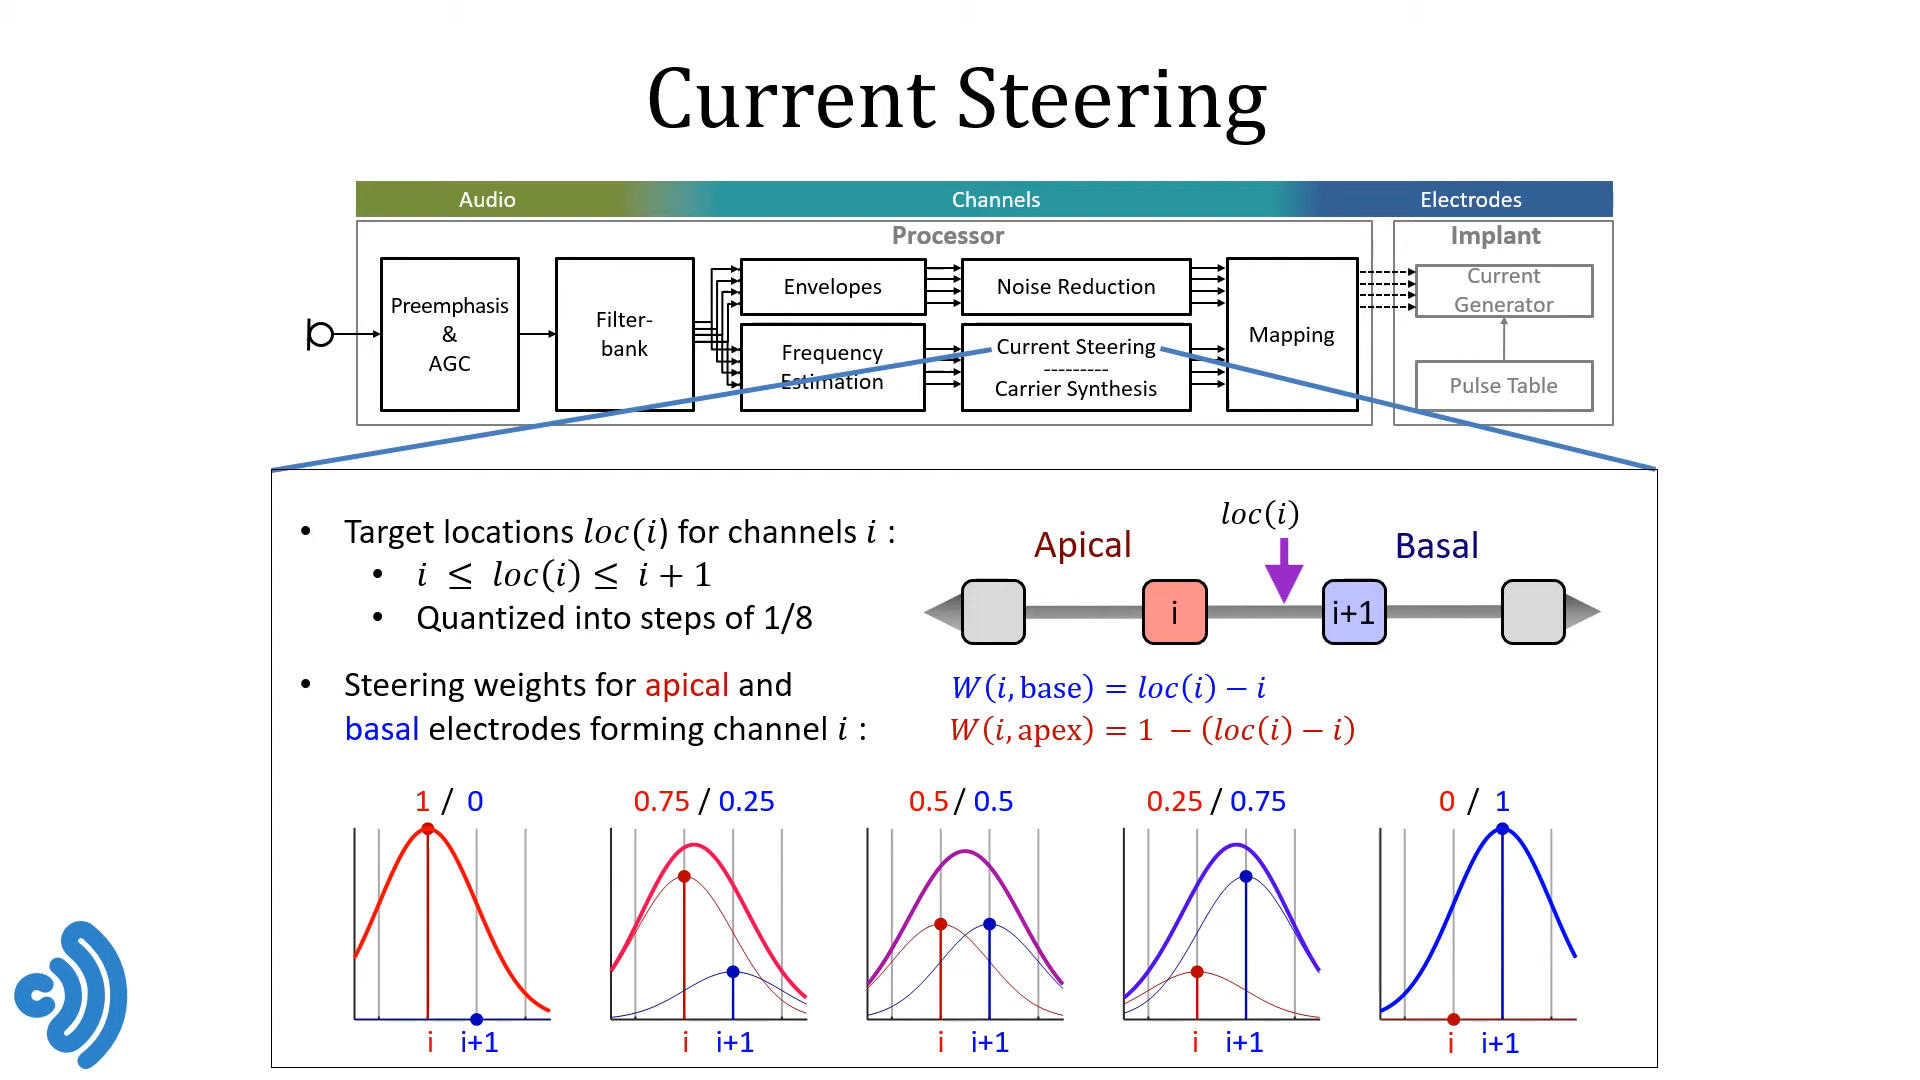 Current Steering
Audio
Channels
Electrodes
Processor
Implant
Preemphasis
&
AGC
Filter-
bank
Envelopes
Noise Reduction
Frequency
Estimation
Current Steering
---------
Carrier Synthesis
Mapping
Current
Generator
Pulse Table
• Target locations loc(i) for channels i :
• i ≤ loc(i) ≤ i + 1
• Quantized into steps of 1/8
loc(i)
Apical
Basal
i
i+1
• Steering weights for apical and
basal electrodes forming channel i :
W(i, base) = loc(i) − i
W(i, apex) = 1 − (loc(i) − i)
1 / 0
0.75 / 0.25
0.5 / 0.5
0.25 / 0.75
0 / 1
i i+1
i i+1
i i+1
i i+1
i i+1